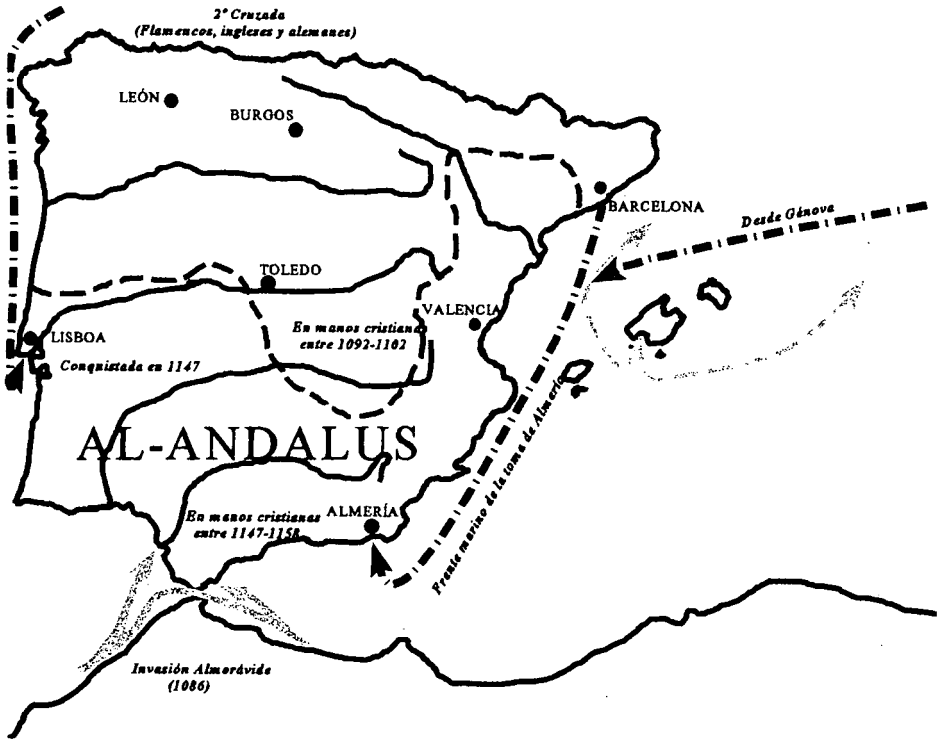 2ª Cruzada
(Flamencos, ingleses y alemanes)
LEÓN
BURGOS
BARCELONA
Desde Génova
TOLEDO
VALENCIA
En manos cristiana
entre 1092-1102
LISBOA
Conquistada en 1147
AL-ANDALUS
Frante marino de la toma de Almería
En manos cristianas
entre 1147-1158
ALMERÍA
Invasión Almorávide
(1086)